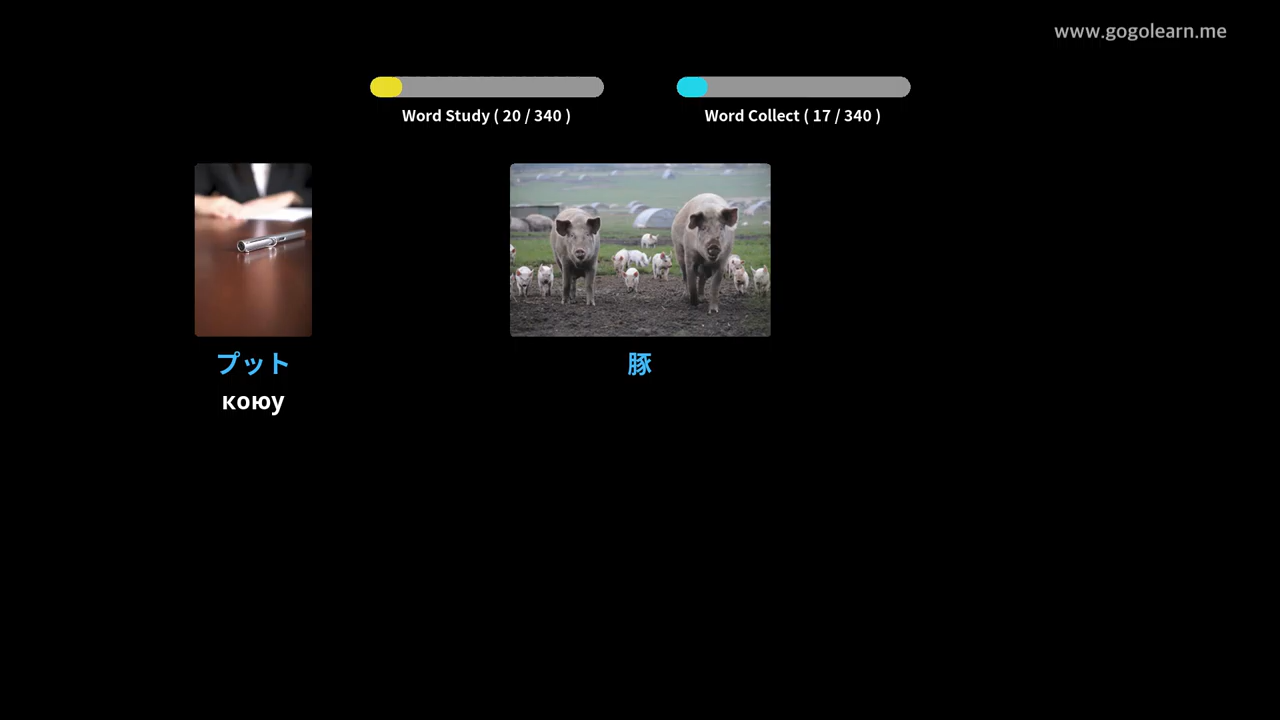 www.gogolearn.me
Word Study ( 20 / 340 )
Word Collect ( 17 / 340 )
プット
коюу
豚